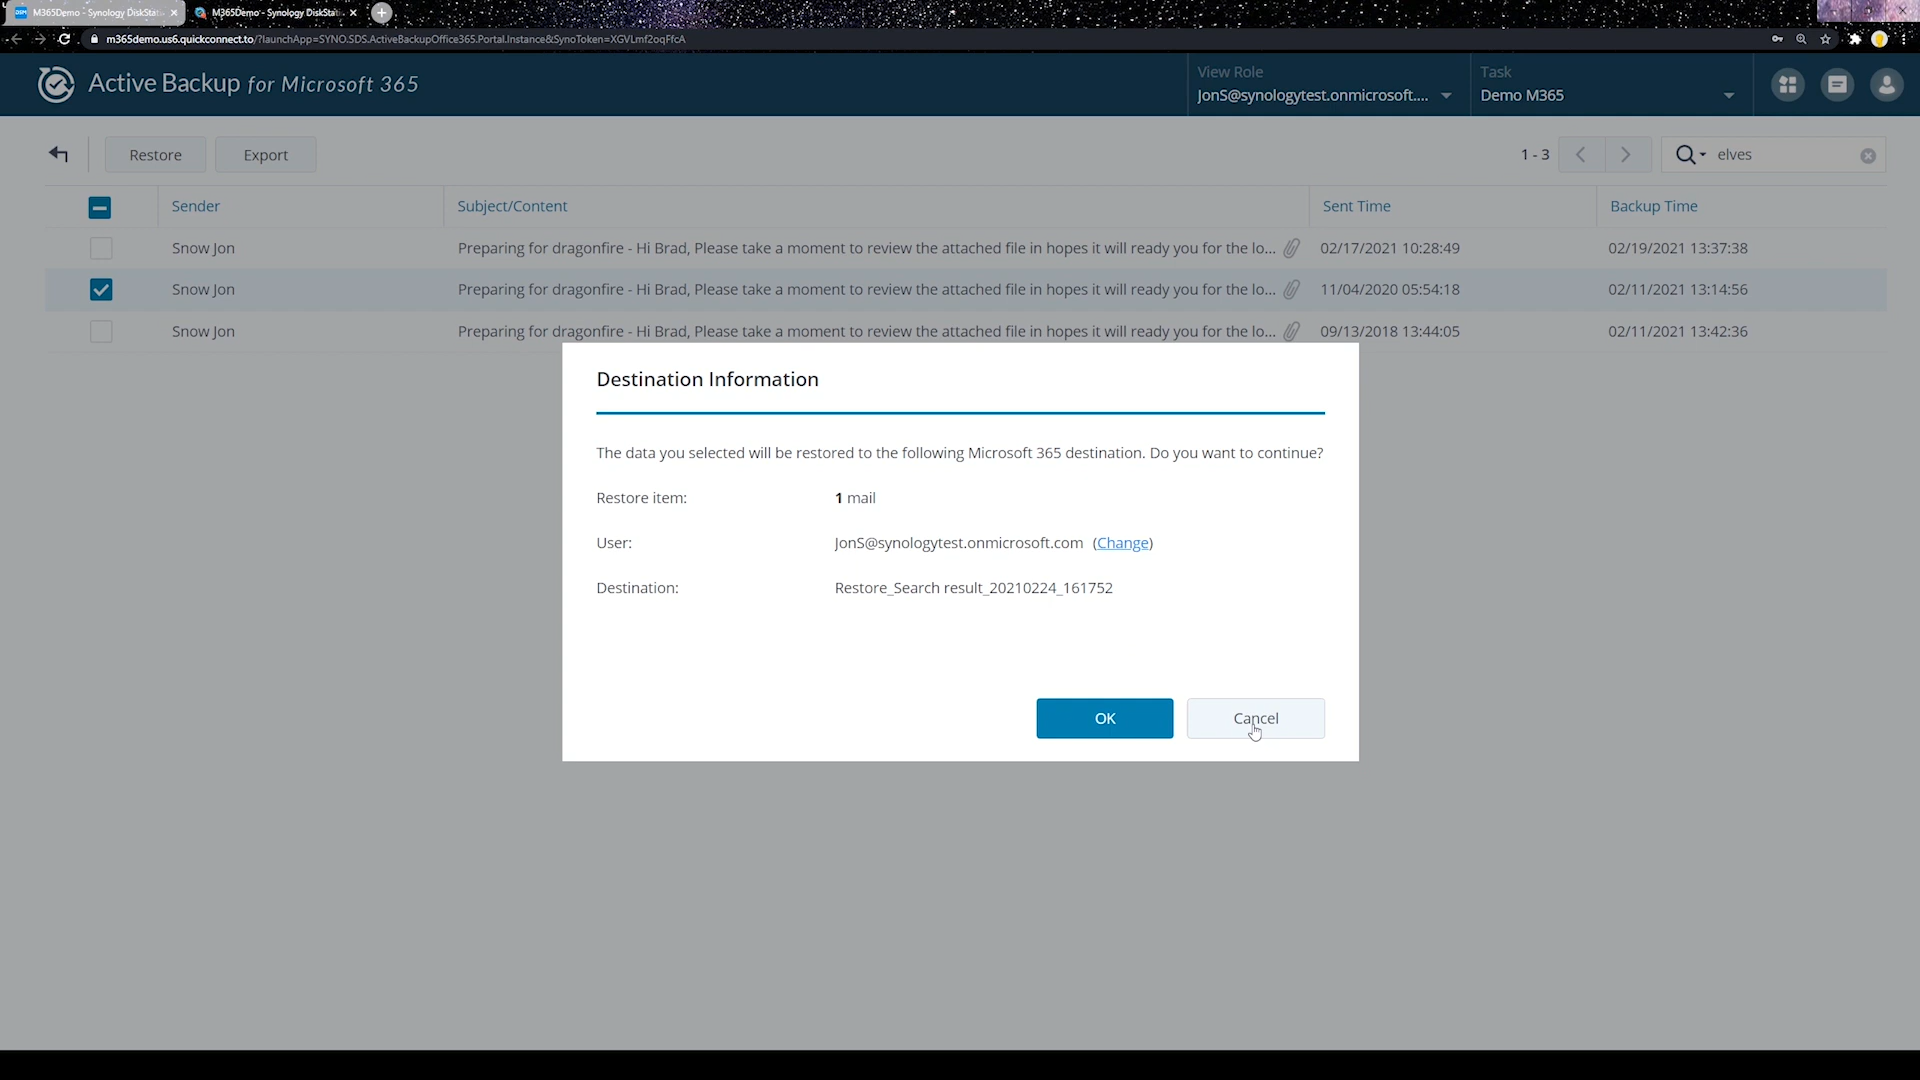 M365Demo - Synology DiskStati
M365Demo - Synology DiskStati
m365demo.us6.quickconnect.to/?launchApp=SYNO.SDS.ActiveBackupOffice365.Portal.Instance&SynoToken=XGVLmf2oqFfcA
Active Backup for Microsoft 365
View Role
JonS@synologytest.onmicrosoft....
Task
Demo M365
Restore
Export
1 - 3
elves
Sender
Subject/Content
Sent Time
Backup Time
Snow Jon
Preparing for dragonfire - Hi Brad, Please take a moment to review the attached file in hopes it will ready you for the lo...
02/17/2021 10:28:49
02/19/2021 13:37:38
Snow Jon
Preparing for dragonfire - Hi Brad, Please take a moment to review the attached file in hopes it will ready you for the lo...
11/04/2020 05:54:18
02/11/2021 13:14:56
Snow Jon
Preparing for dragonfire - Hi Brad, Please take a moment to review the attached file in hopes it will ready you for the lo...
09/13/2018 13:44:05
02/11/2021 13:42:36
Destination Information
The data you selected will be restored to the following Microsoft 365 destination. Do you want to continue?
Restore item:
1 mail
User:
JonS@synologytest.onmicrosoft.com (Change)
Destination:
Restore_Search result_20210224_161752
OK
Cancel